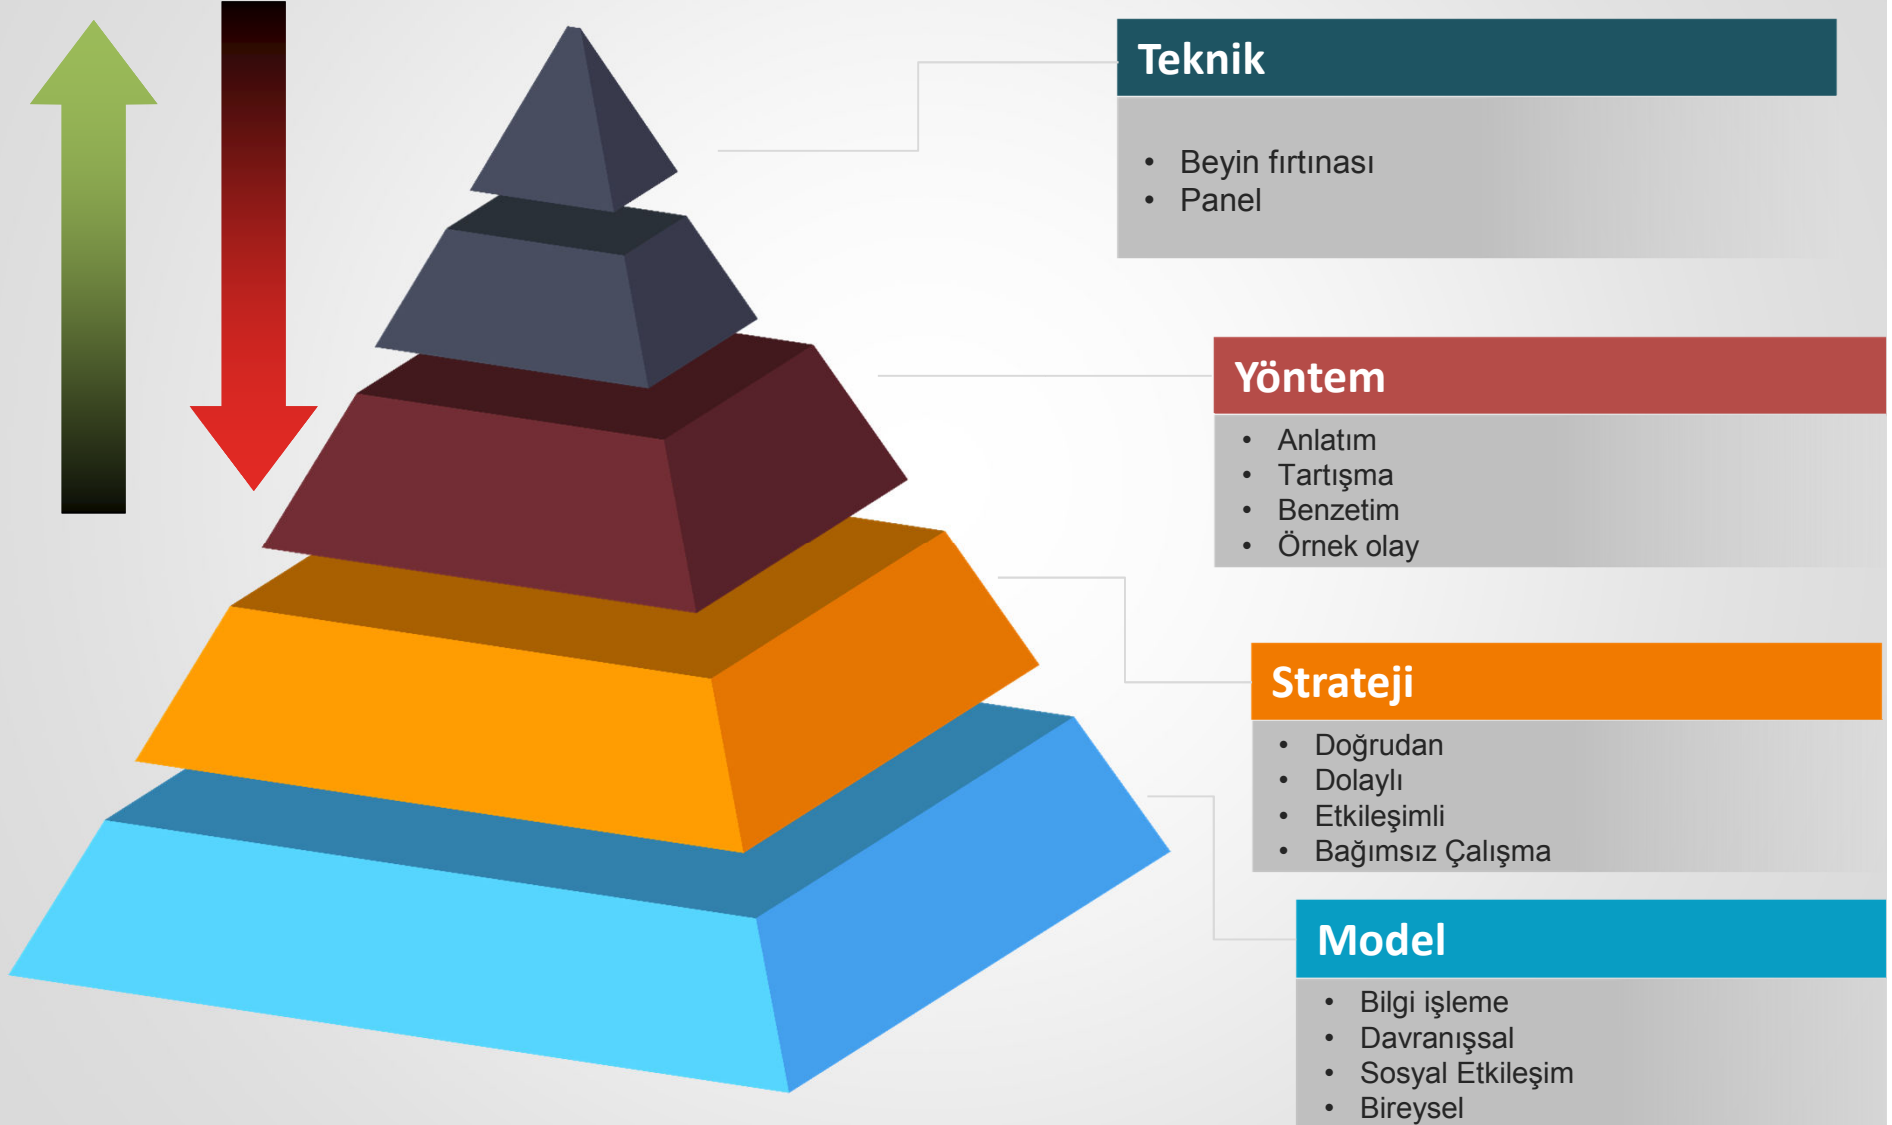 Teknik
• Beyin fırtınası
• Panel
Yöntem
• Anlatım
• Tartışma
• Benzetim
• Örnek olay
Strateji
• Doğrudan
• Dolaylı
• Etkileşimli
• Bağımsız Çalışma
Model
• Bilgi işleme
• Davranışsal
• Sosyal Etkileşim
• Bireysel